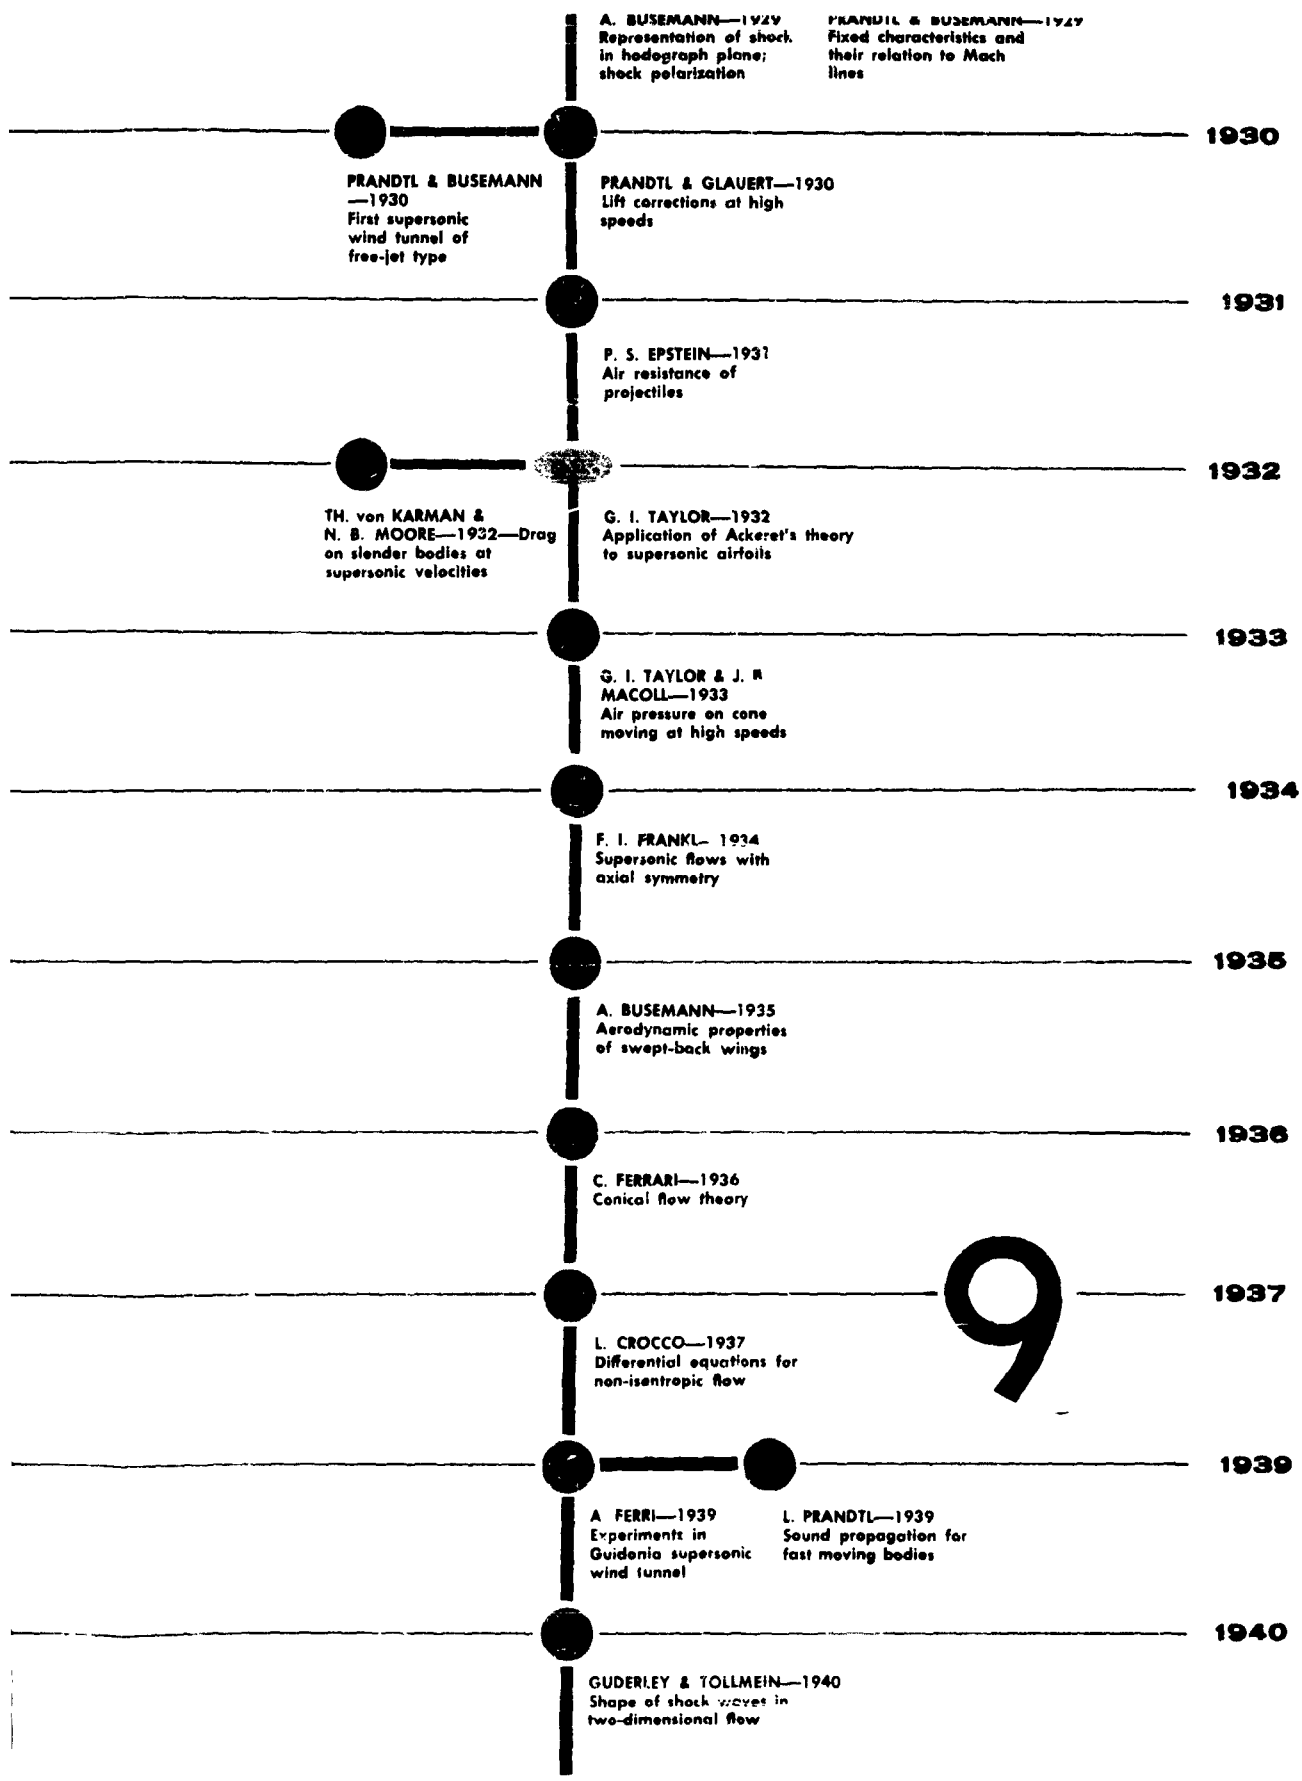 A. BUSEMANN—1929
Representation of shock
in hodograph plane;
shock polarization
PRANDTL & BUSEMANN—1929
Fixed characteristics and
their relation to Mach
lines
1930
PRANDTL & BUSEMANN
—1930
First supersonic
wind tunnel of
free-jet type
PRANDTL & GLAUERT—1930
Lift corrections at high
speeds
1931
P. S. EPSTEIN—1931
Air resistance of
projectiles
1932
TH. von KARMAN &
N. B. MOORE—1932—Drag
on slender bodies at
supersonic velocities
G. I. TAYLOR—1932
Application of Ackeret's theory
to supersonic airfoils
1933
G. I. TAYLOR & J.
MACOLL—1933
Air pressure on cone
moving at high speeds
1934
F. I. FRANKL— 1934
Supersonic flows with
axial symmetry
1935
A. BUSEMANN—1935
Aerodynamic properties
of swept-back wings
1936
C. FERRARI—1936
Conical flow theory
1937
9
L. CROCCO—1937
Differential equations for
non-isentropic flow
1939
A FERRI—1939
Experiments in
Guidonia supersonic
wind tunnel
L. PRANDTL—1939
Sound propagation for
fast moving bodies
1940
GUDERLEY & TOLLMEIN—1940
Shape of shock waves in
two-dimensional flow